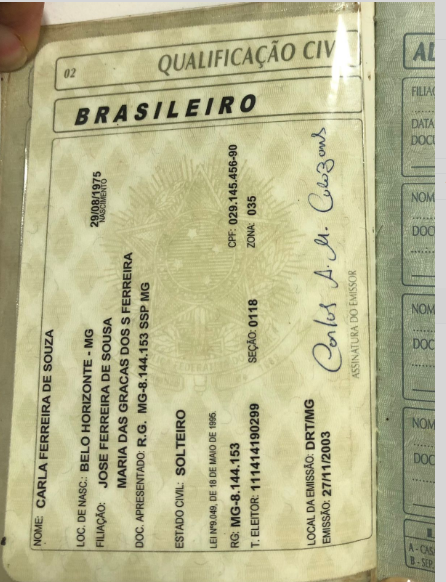 02
QUALIFICAÇÃO CIV
BRASILEIRO
NOME: CARLA FERREIRA DE SOUZA
LOC. DE NASC.: BELO HORIZONTE - MG
29/08/1975
NASCIMENTO
FILIAÇÃO: JOSE FERREIRA DE SOUSA
MARIA DAS GRACAS DOS S FERREIRA
DOC. APRESENTADO: R.G. MG-8.144.153 SSP MG
ESTADO CIVIL: SOLTEIRO
LEI Nº9.049, DE 18 DE MAIO DE 1995
RG: MG-8.144.153
CPF: 029.145.456-90
T. ELEITOR: 111414190299
SEÇÃO: 0118
ZONA: 035
LOCAL DA EMISSÃO: DRT/MG
EMISSÃO: 27/11/2003
Carlos A. M.
ASSINATURA DO EMISSOR
AL
FILIAÇ
DATA
DOCU
NOM
DOC
NOM
DOC
NOM
DOC
A - CAS
B - SEP